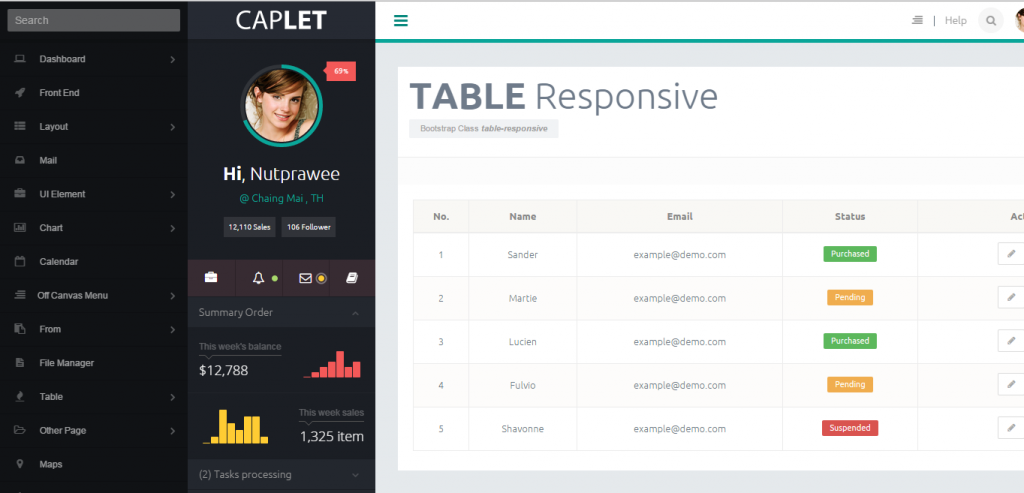 Search
Dashboard
Front End
Layout
Mail
UI Element
Chart
Calendar
Off Canvas Menu
From
File Manager
Table
Other Page
Maps
CAPLET
69%
Hi, Nutprawee
@ Chaing Mai , TH
12,110 Sales 106 Follower
Summary Order
This week's balance
$12,788
This week sales
1,325 item
(2) Tasks processing
| Help
TABLE Responsive
Bootstrap Class table-responsive
No. Name Email Status Act
1 Sander example@demo.com Purchased
2 Martie example@demo.com Pending
3 Lucien example@demo.com Purchased
4 Fulvio example@demo.com Pending
5 Shavonne example@demo.com Suspended